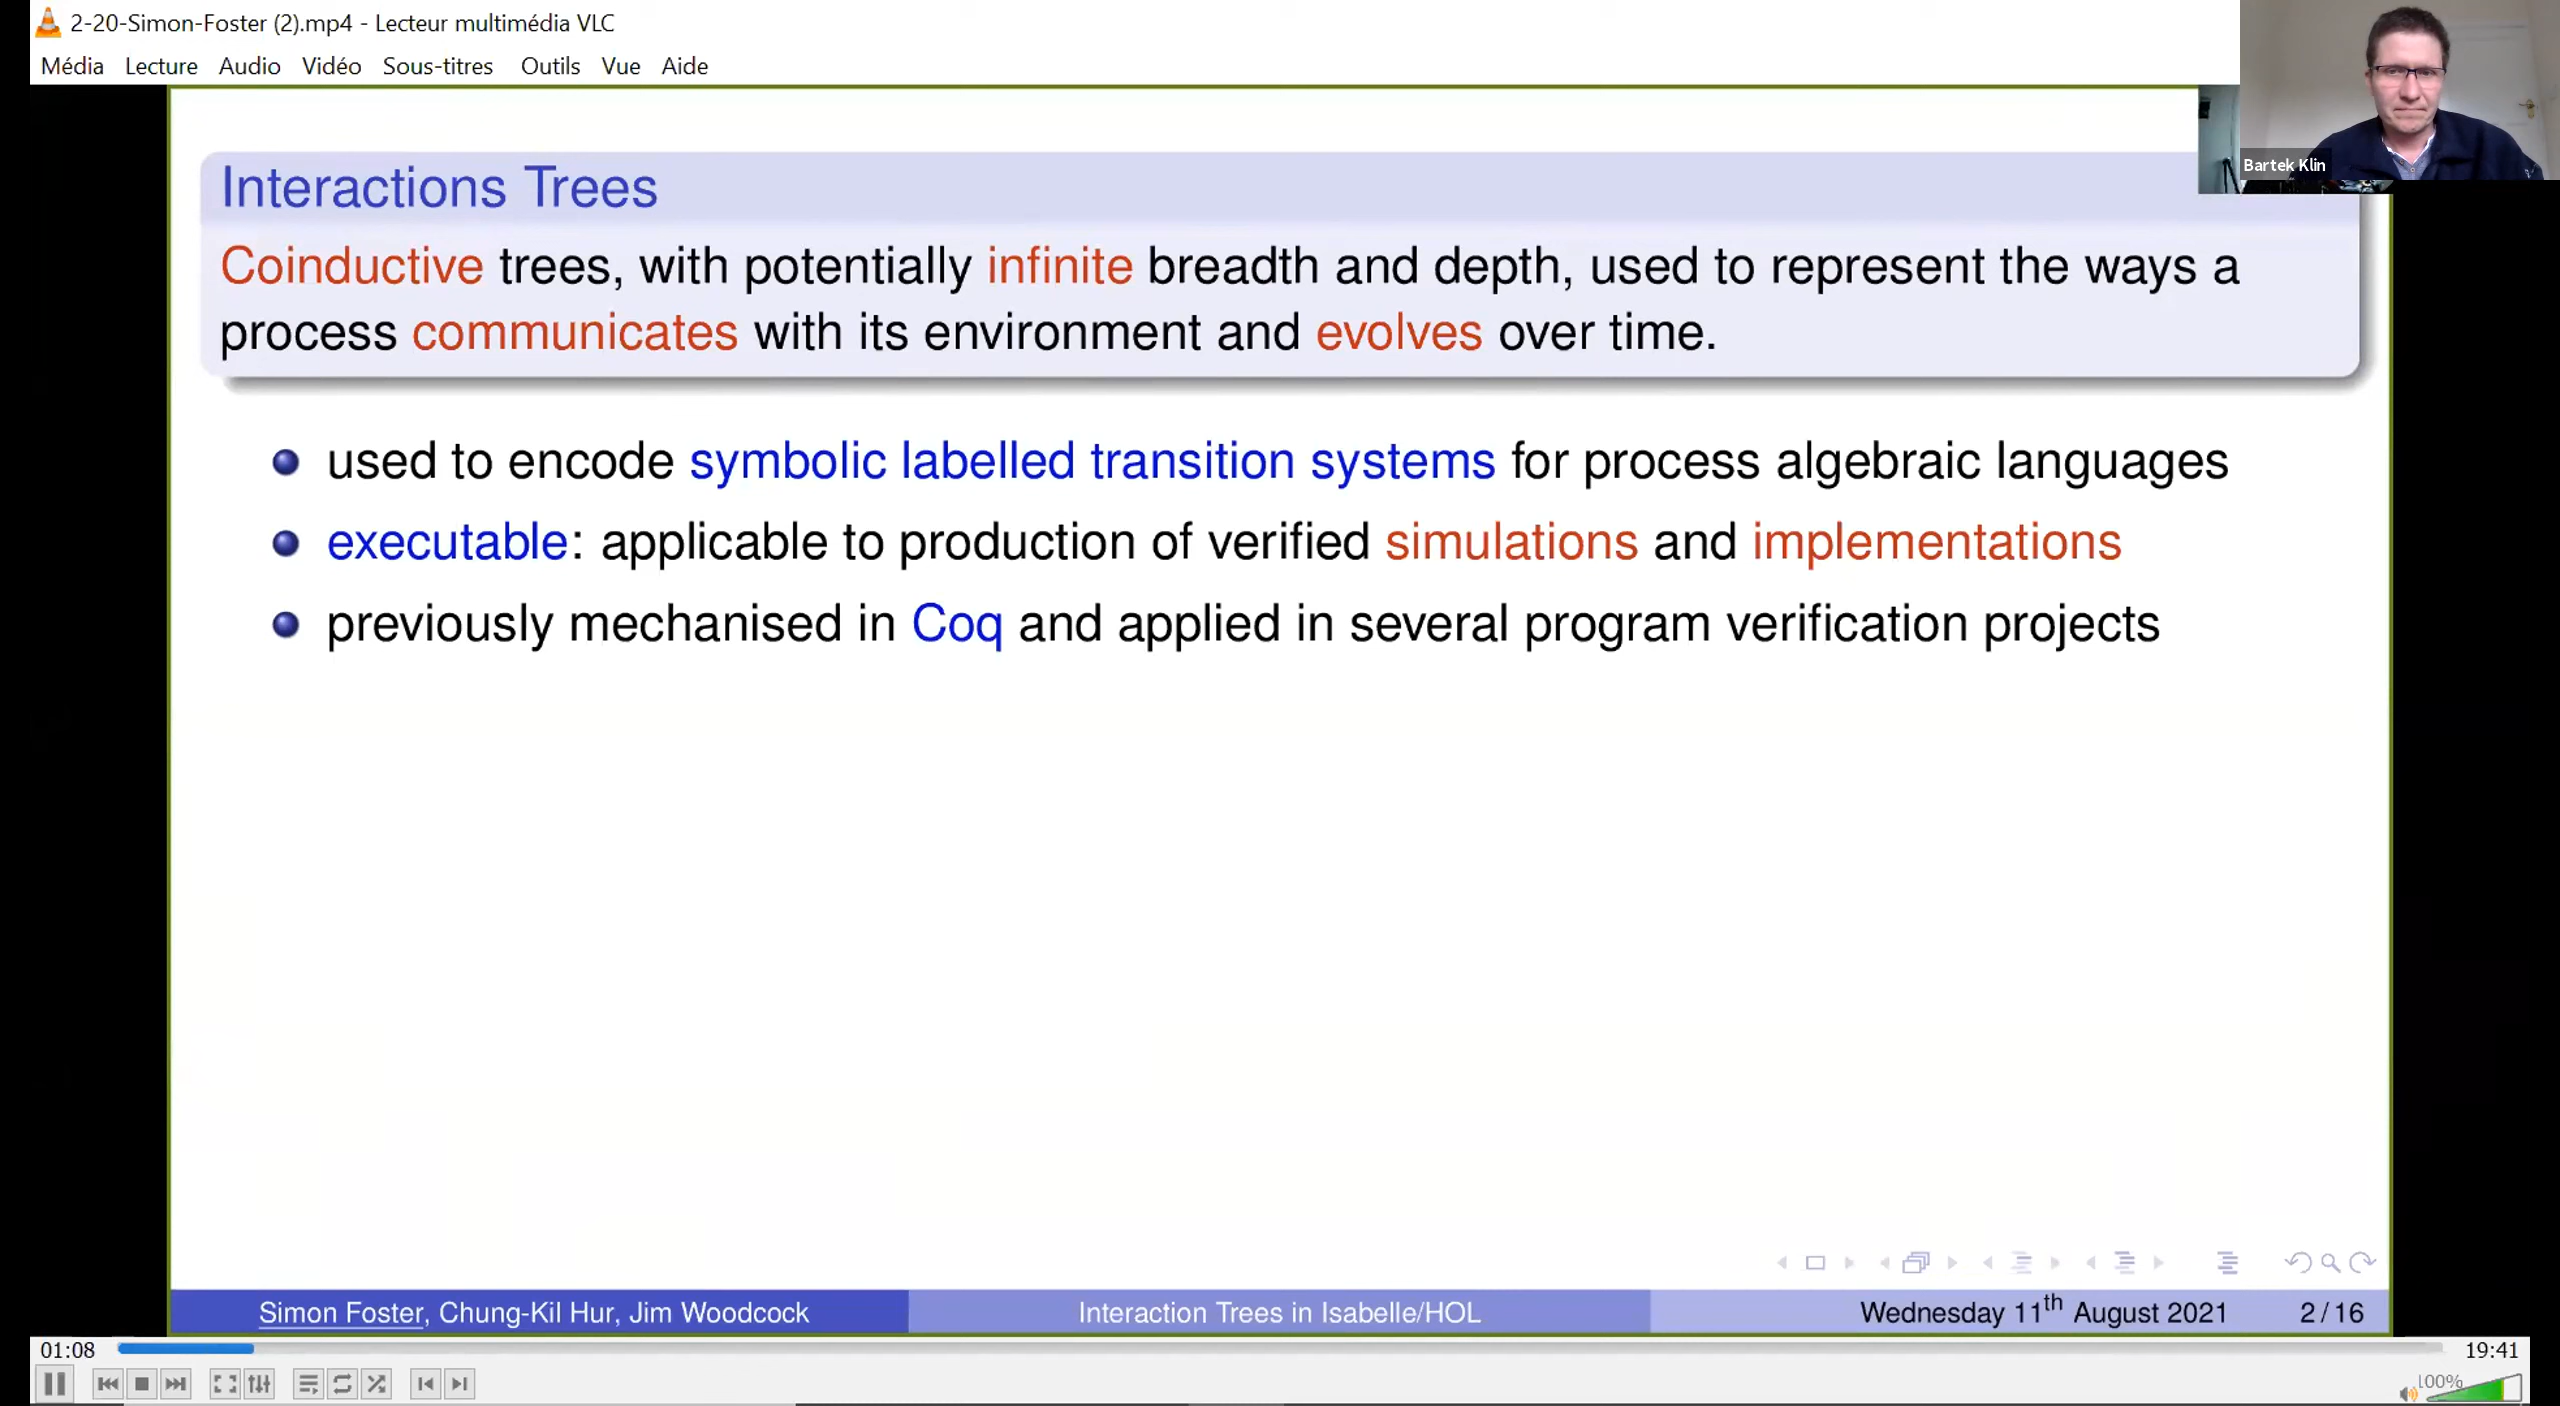 2-20-Simon-Foster (2).mp4 - Lecteur multimédia VLC
Média Lecture Audio Vidéo Sous-titres Outils Vue Aide
Bartek Klin
Interactions Trees
Coinductive trees, with potentially infinite breadth and depth, used to represent the ways a
process communicates with its environment and evolves over time.
used to encode symbolic labelled transition systems for process algebraic languages
executable: applicable to production of verified simulations and implementations
previously mechanised in Coq and applied in several program verification projects
Simon Foster, Chung-Kil Hur, Jim Woodcock Interaction Trees in Isabelle/HOL Wednesday 11th August 2021 2 / 16
01:08 19:41
100%